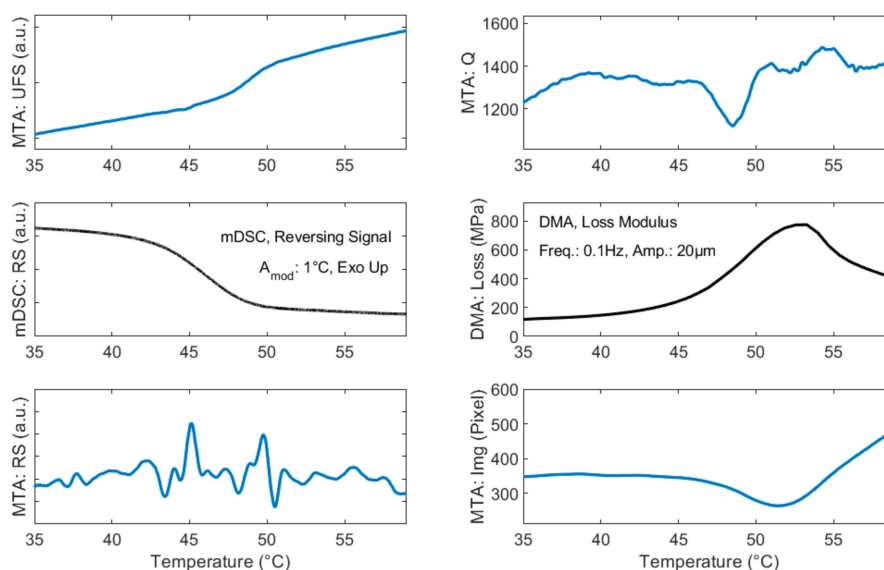 MTA: UFS (a.u.)
35 40 45 50 55
MTA: Q
1600
1400
1200
35 40 45 50 55
mDSC: RS (a.u.)
mDSC, Reversing Signal
Amod: 1°C, Exo Up
35 40 45 50 55
DMA: Loss (MPa)
800
600
400
200
0
DMA, Loss Modulus
Freq.: 0.1Hz, Amp.: 20µm
35 40 45 50 55
MTA: RS (a.u.)
35 40 45 50 55
Temperature (°C)
MTA: Img (Pixel)
600
500
400
300
35 40 45 50 55
Temperature (°C)